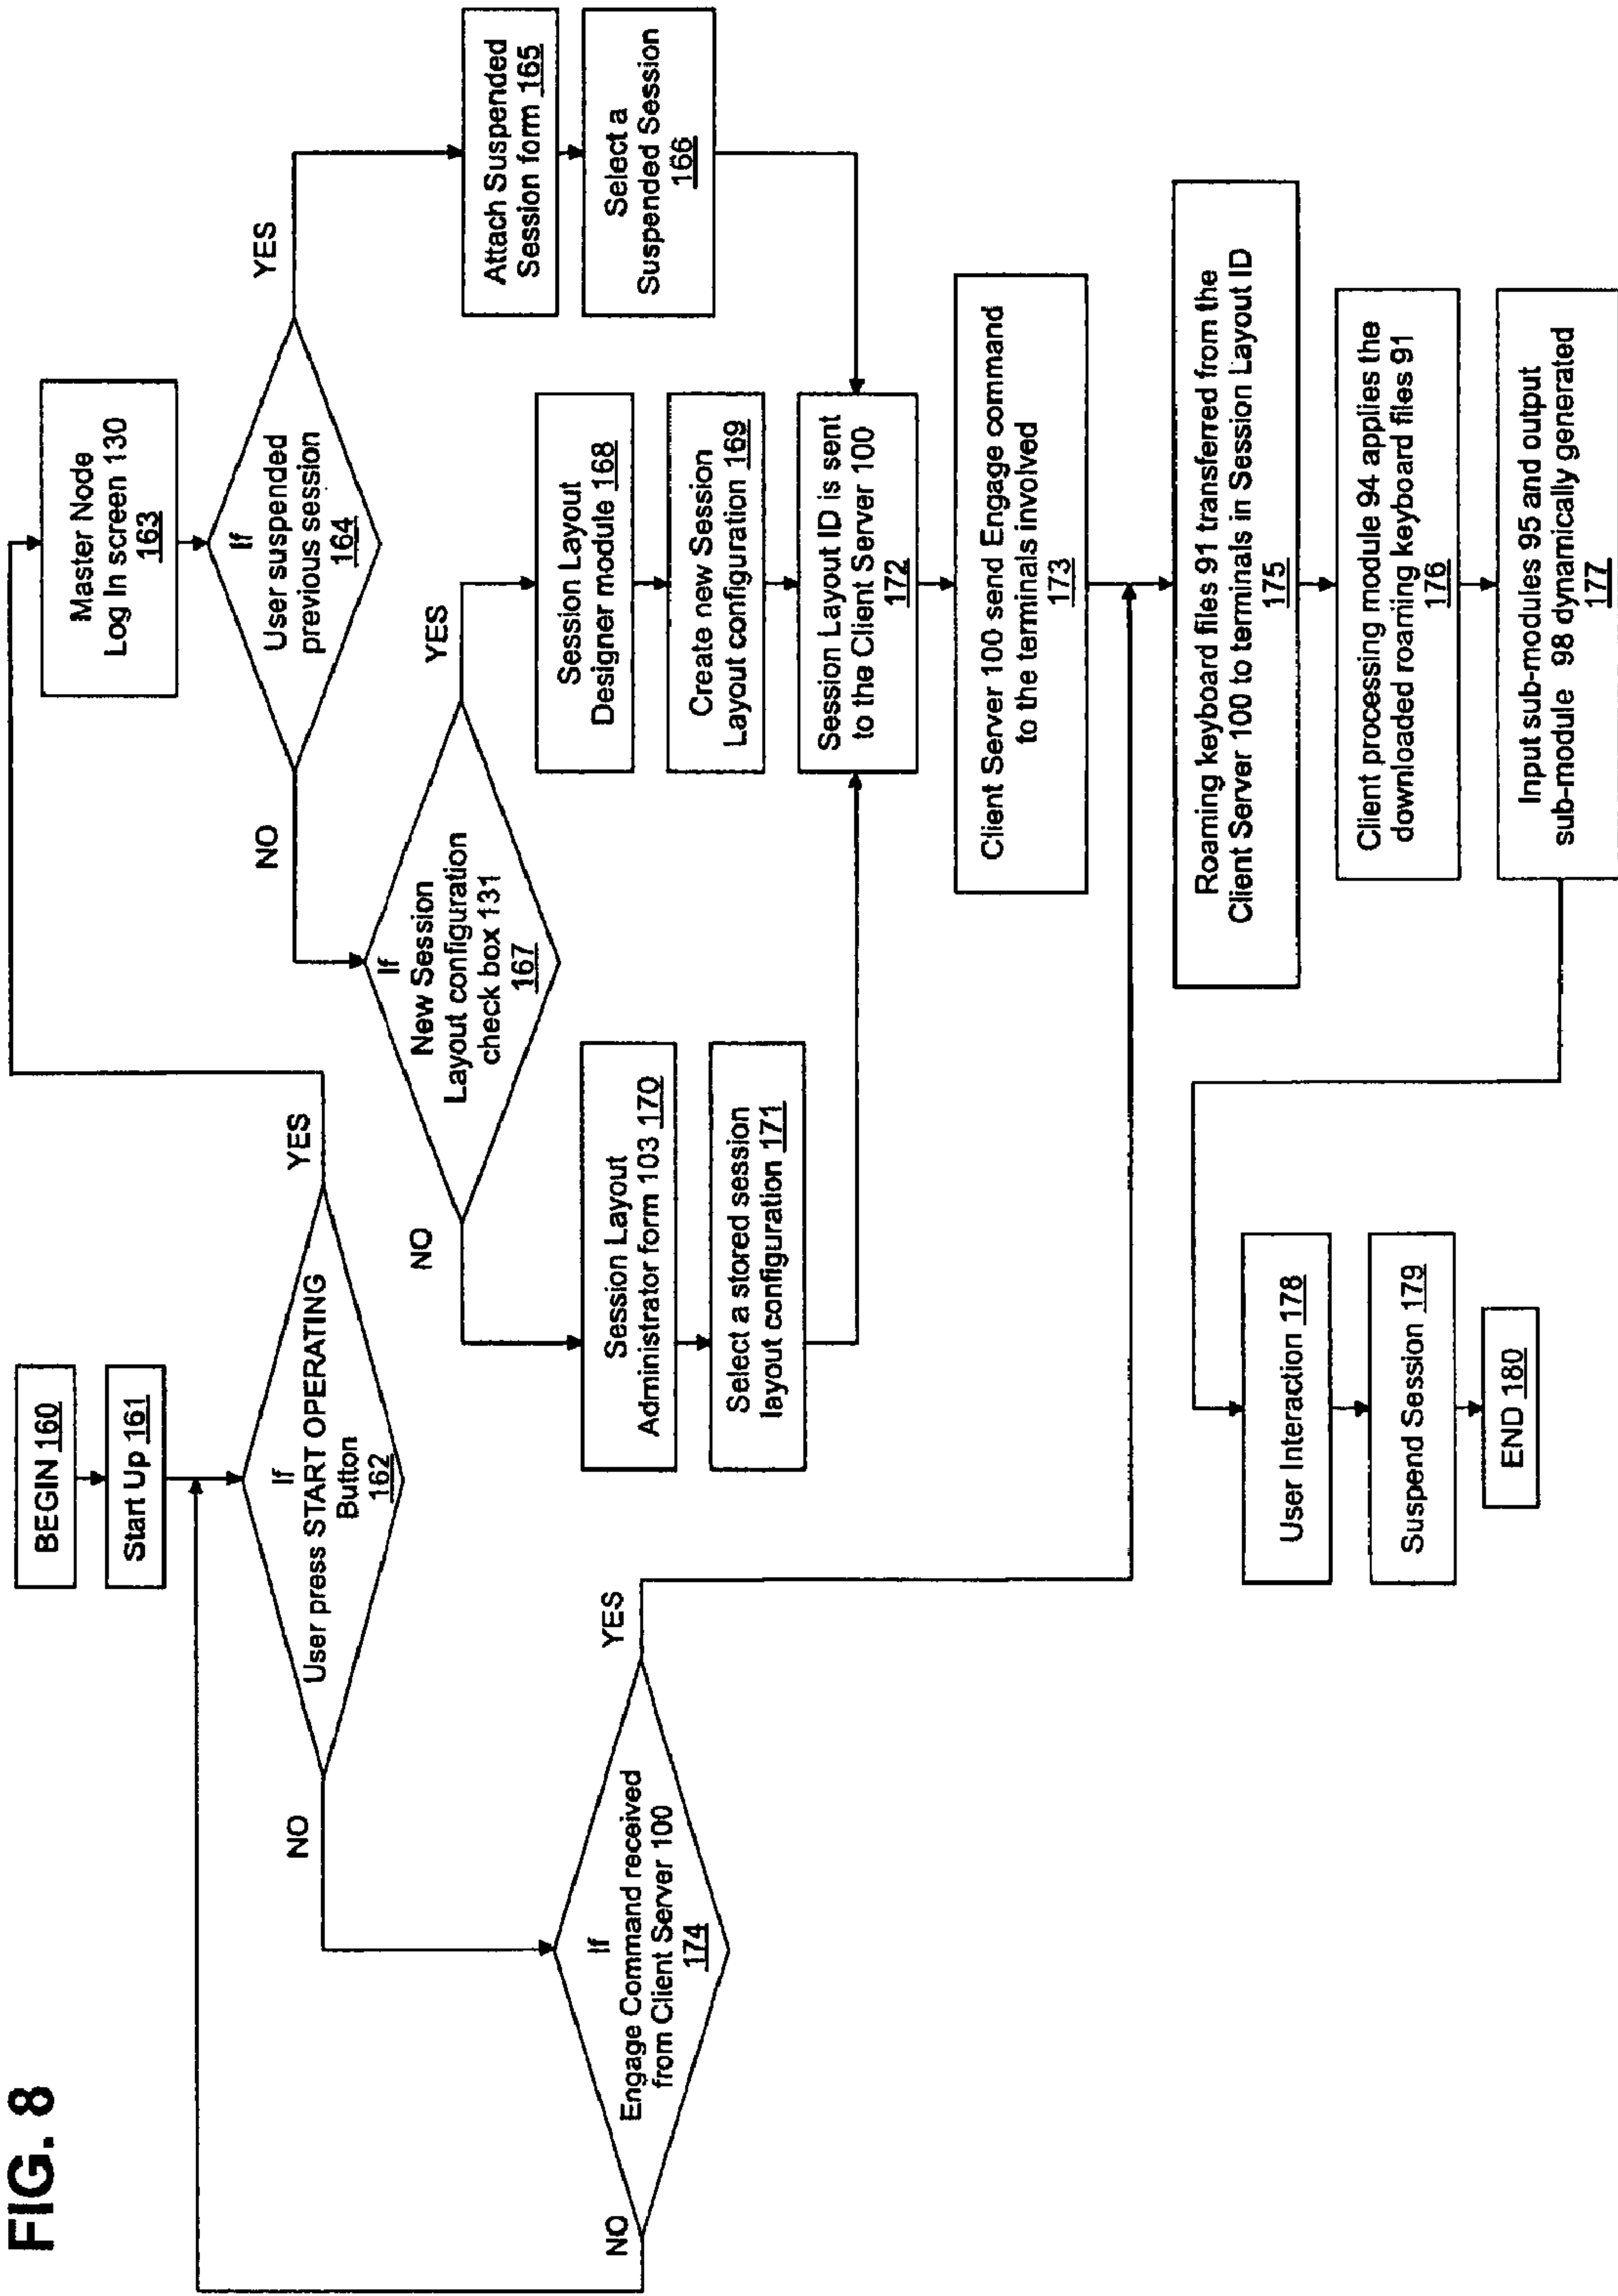 FIG. 8
BEGIN 160
Start Up 161
If
User press START OPERATING
Button
162
YES
NO
Master Node
Log In screen 130
163
If
User suspended
previous session
164
YES
NO
Attach Suspended
Session form 165
Select a
Suspended Session
166
If
New Session
Layout configuration
check box 131
167
YES
NO
Session Layout
Designer module 168
Create new Session
Layout configuration 169
Session Layout
Administrator form 103 170
Select a stored session
layout configuration 171
Session Layout ID is sent
to the Client Server 100
172
Client Server 100 send Engage command
to the terminals involved
173
If
Engage Command received
from Client Server 100
174
YES
NO
Roaming keyboard files 91 transferred from the
Client Server 100 to terminals in Session Layout ID
175
Client processing module 94 applies the
downloaded roaming keyboard files 91
176
Input sub-modules 95 and output
sub-module 98 dynamically generated
177
User Interaction 178
Suspend Session 179
END 180